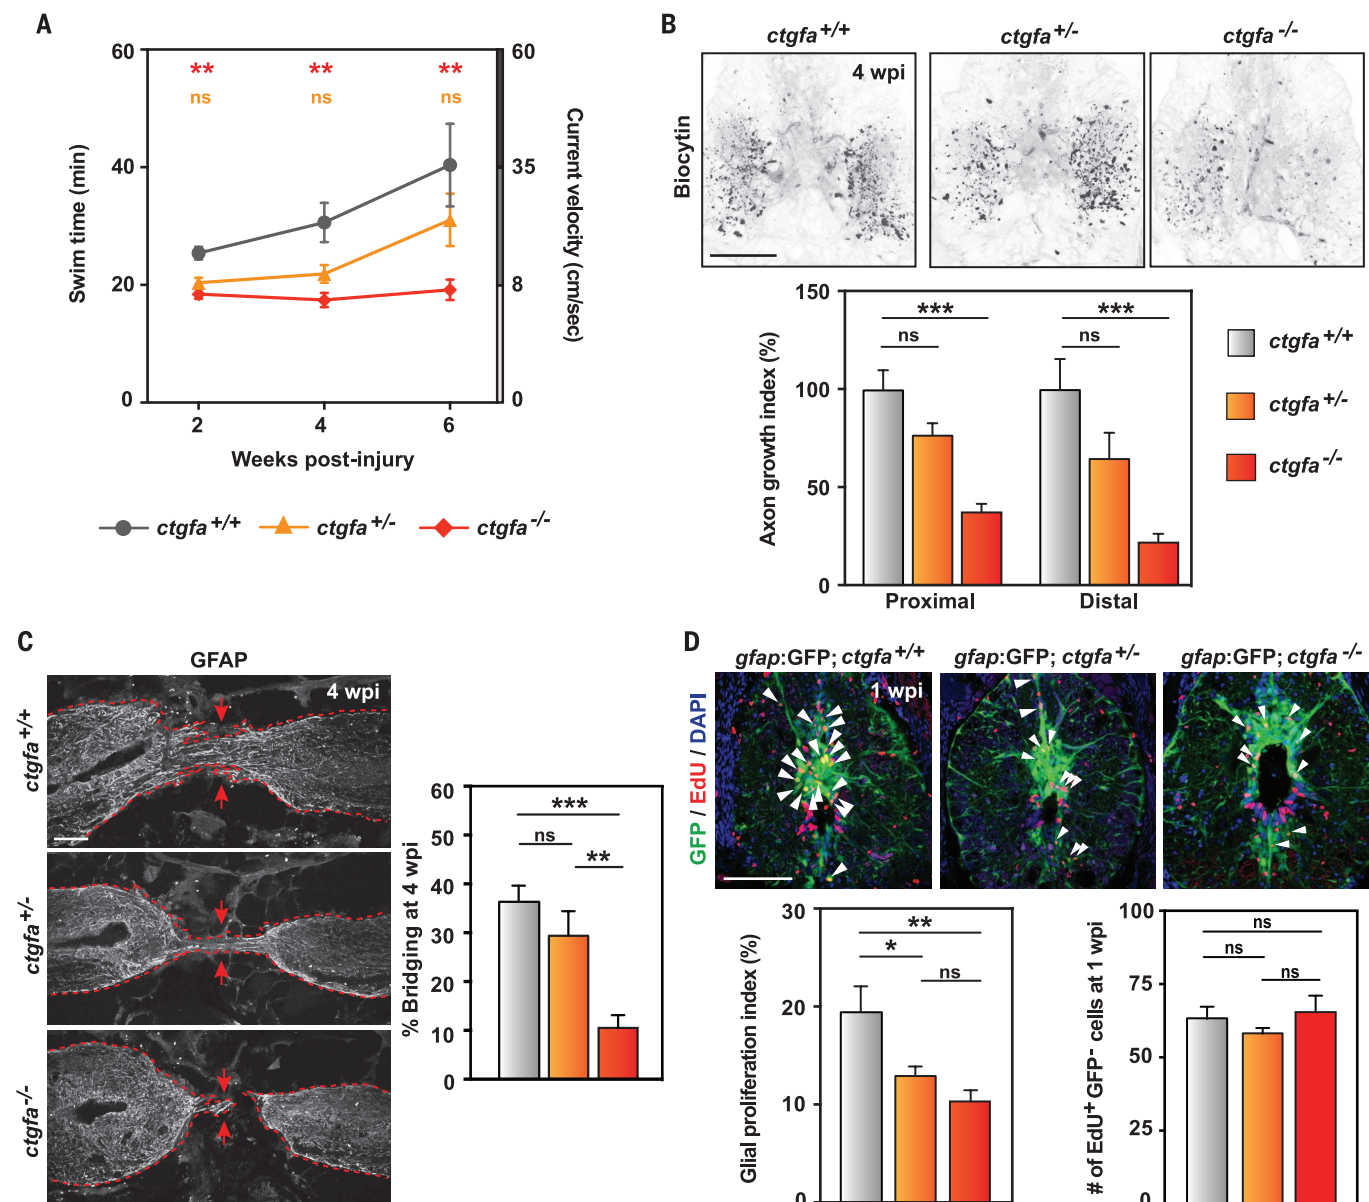 A
60
40
20
0
Swim time (min)
** ** **
ns ns ns
60
35
8
0
Current velocity (cm/sec)
2 4 6
Weeks post-injury
ctgfa+/+ ctgfa+/- ctgfa-/-
B
ctgfa+/+ ctgfa+/- ctgfa-/-
4 wpi
Biocytin
150
100
50
0
Axon growth index (%)
*** ***
ns ns
Proximal Distal
ctgfa+/+
ctgfa+/-
ctgfa-/-
C
GFAP
4 wpi
ctgfa+/+
ctgfa+/-
ctgfa-/-
60
50
40
30
20
10
0
% Bridging at 4 wpi
***
ns
**
D
gfap:GFP; ctgfa+/+ gfap:GFP; ctgfa+/- gfap:GFP; ctgfa-/-
1 wpi
GFP / EdU / DAPI
30
20
10
0
Glial proliferation index (%)
**
*
ns
100
75
50
25
0
# of EdU+ GFP- cells at 1 wpi
ns
ns
ns